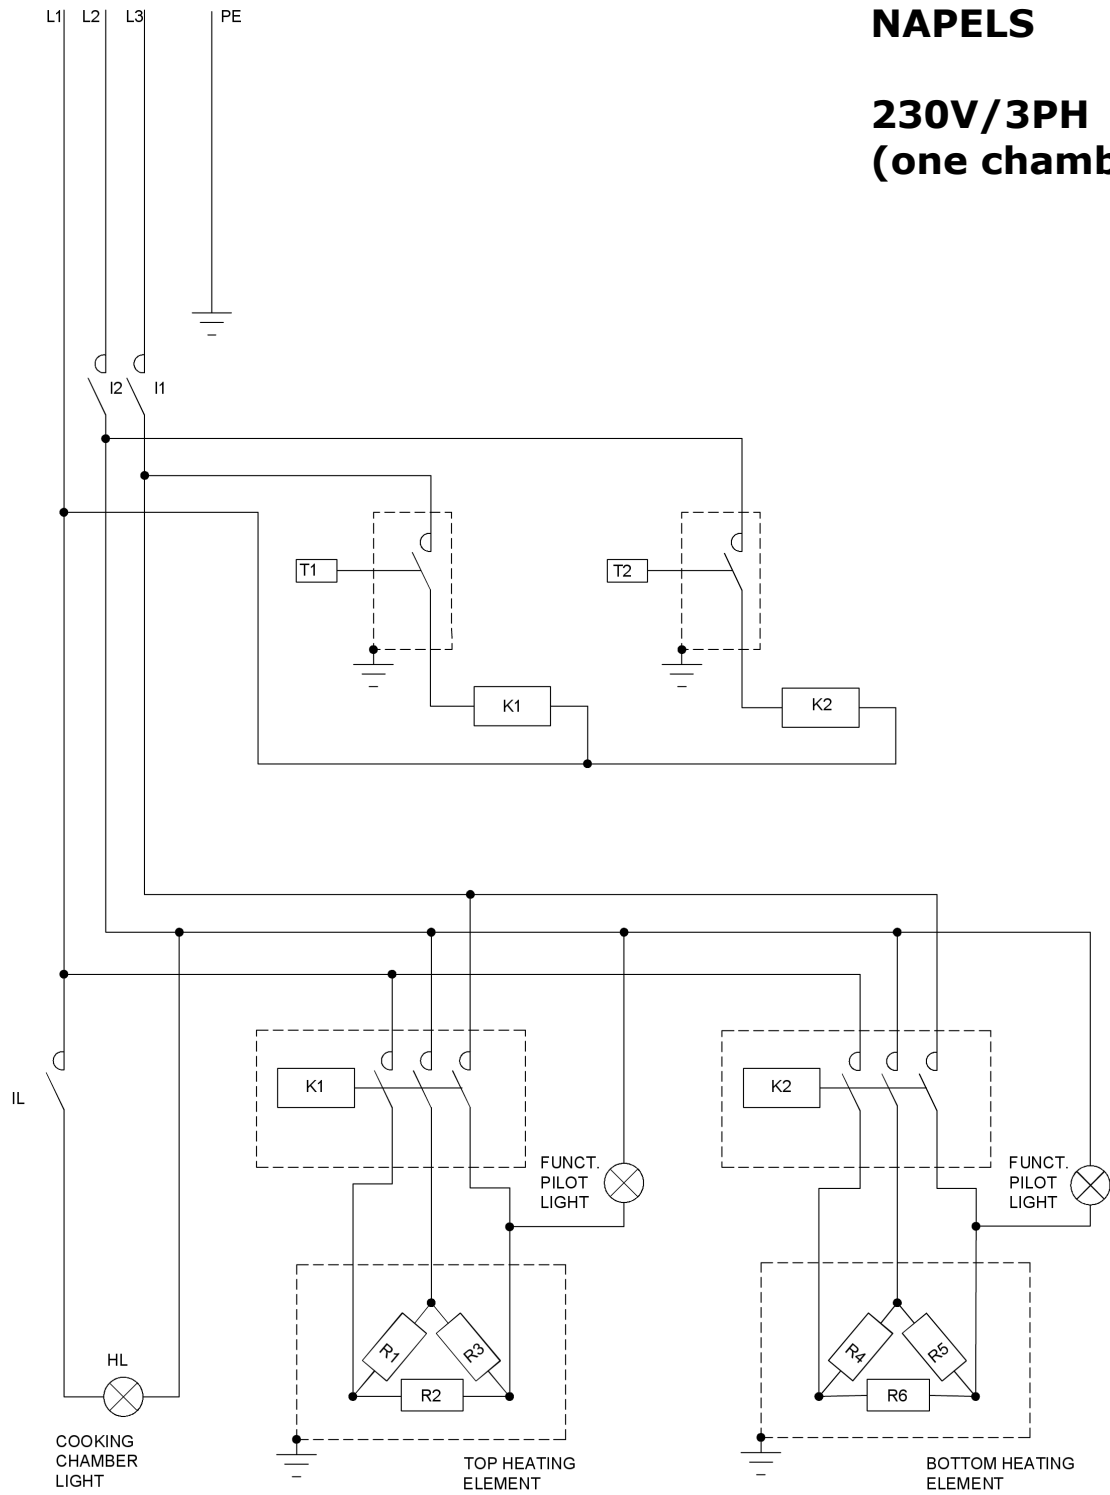 L1 L2 L3 PE
NAPELS
230V/3PH
(one chamb
I2 I1
T1
T2
K1
K2
IL
K1
K2
FUNCT.
PILOT
LIGHT
FUNCT.
PILOT
LIGHT
R1
R3
R2
R4
R5
R6
HL
COOKING
CHAMBER
LIGHT
TOP HEATING
ELEMENT
BOTTOM HEATING
ELEMENT